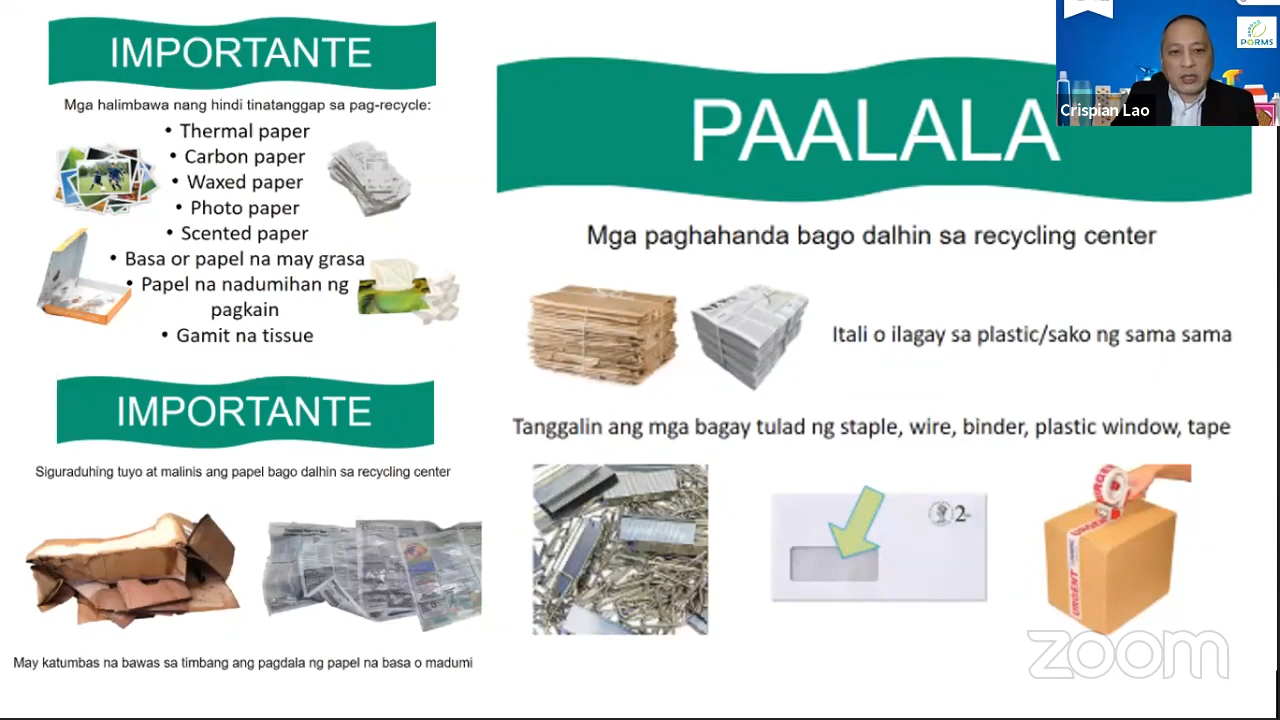 IMPORTANTE
Mga halimbawa nang hindi tinatanggap sa pag-recycle:
• Thermal paper
• Carbon paper
• Waxed paper
• Photo paper
• Scented paper
• Basa or papel na may grasa
• Papel na nadumihan ng
pagkain
• Gamit na tissue
IMPORTANTE
Siguraduhing tuyo at malinis ang papel bago dalhin sa recycling center
May katumbas na bawas sa timbang ang pagdala ng papel na basa o madumi
PAALALA
Mga paghahanda bago dalhin sa recycling center
Itali o ilagay sa plastic/sako ng sama sama
Tanggalin ang mga bagay tulad ng staple, wire, binder, plastic window, tape
2
URGENT
URGENT
Crispian Lao
PORMS
zoom